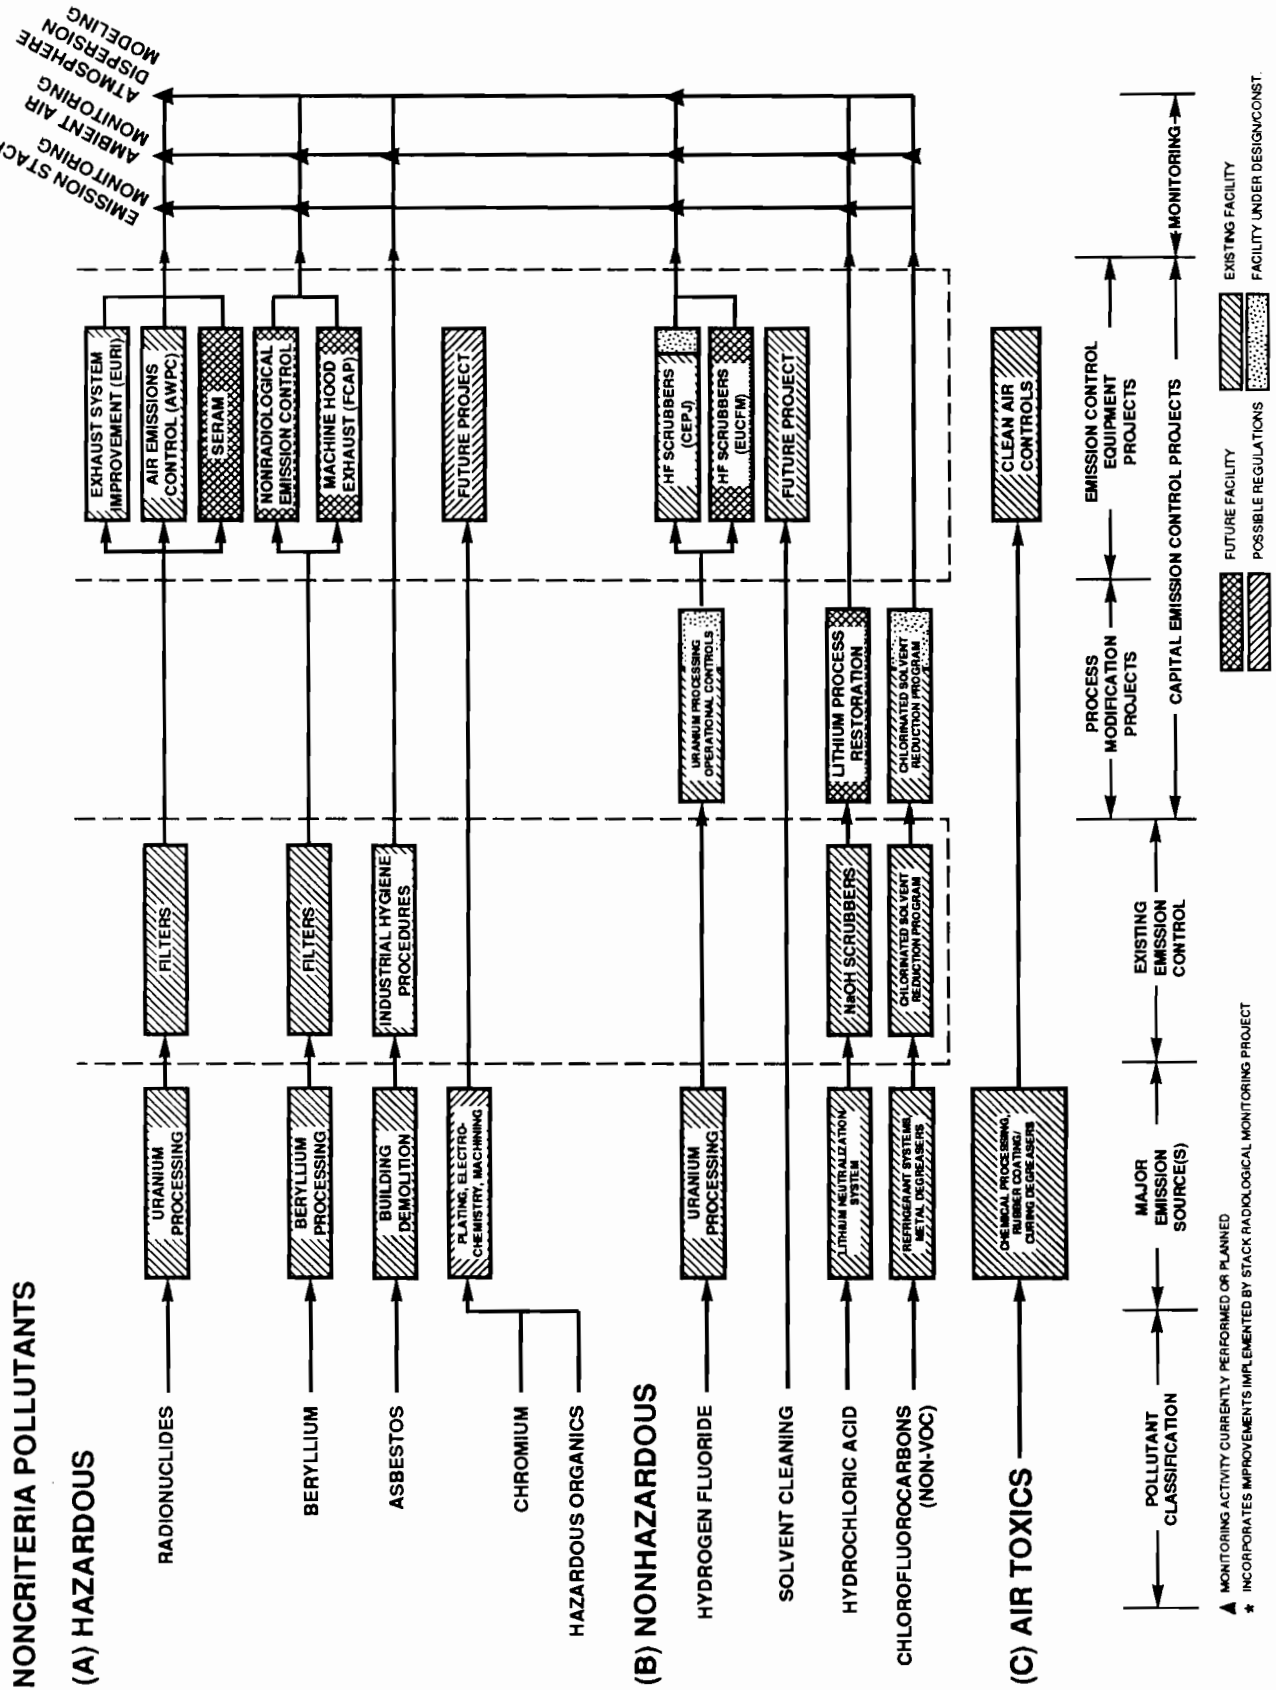 NONCRITERIA POLLUTANTS
EMISSION STACK
MONITORING
AMBIENT AIR
MONITORING
ATMOSPHERE
DISPERSION
MODELING
(A) HAZARDOUS
RADIONUCLIDES
URANIUM
PROCESSING
FILTERS
EXHAUST SYSTEM
IMPROVEMENT (EURI)
AIR EMISSIONS
CONTROL (AWPC)
SERAM
BERYLLIUM
BERYLLIUM
PROCESSING
FILTERS
NONRADIOLOGICAL
EMISSION CONTROL
MACHINE HOOD
EXHAUST (FCAP)
ASBESTOS
BUILDING
DEMOLITION
INDUSTRIAL HYGIENE
PROCEDURES
CHROMIUM
HAZARDOUS ORGANICS
PLATING, ELECTRO-
CHEMISTRY, MACHINING
FUTURE PROJECT
(B) NONHAZARDOUS
HYDROGEN FLUORIDE
URANIUM
PROCESSING
URANIUM PROCESSING
OPERATIONAL CONTROLS
HF SCRUBBERS
(CEPJ)
HF SCRUBBERS
(EUCFM)
SOLVENT CLEANING
FUTURE PROJECT
HYDROCHLORIC ACID
LITHIUM NEUTRALIZATION
SYSTEM
NaOH SCRUBBERS
LITHIUM PROCESS
RESTORATION
CHLOROFLUOROCARBONS
(NON-VOC)
REFRIGERANT SYSTEMS,
METAL DEGREASERS
CHLORINATED SOLVENT
REDUCTION PROGRAM
CHLORINATED SOLVENT
REDUCTION PROGRAM
(C) AIR TOXICS
CHEMICAL PROCESSING,
RUBBER COATING/
CURING DEGREASERS
CLEAN AIR
CONTROLS
POLLUTANT
CLASSIFICATION
MAJOR
EMISSION
SOURCE(S)
EXISTING
EMISSION
CONTROL
PROCESS
MODIFICATION
PROJECTS
EMISSION CONTROL
EQUIPMENT
PROJECTS
CAPITAL EMISSION CONTROL PROJECTS
MONITORING
▲ MONITORING ACTIVITY CURRENTLY PERFORMED OR PLANNED
★ INCORPORATES IMPROVEMENTS IMPLEMENTED BY STACK RADIOLOGICAL MONITORING PROJECT
FUTURE FACILITY
POSSIBLE REGULATIONS
EXISTING FACILITY
FACILITY UNDER DESIGN/CONST.